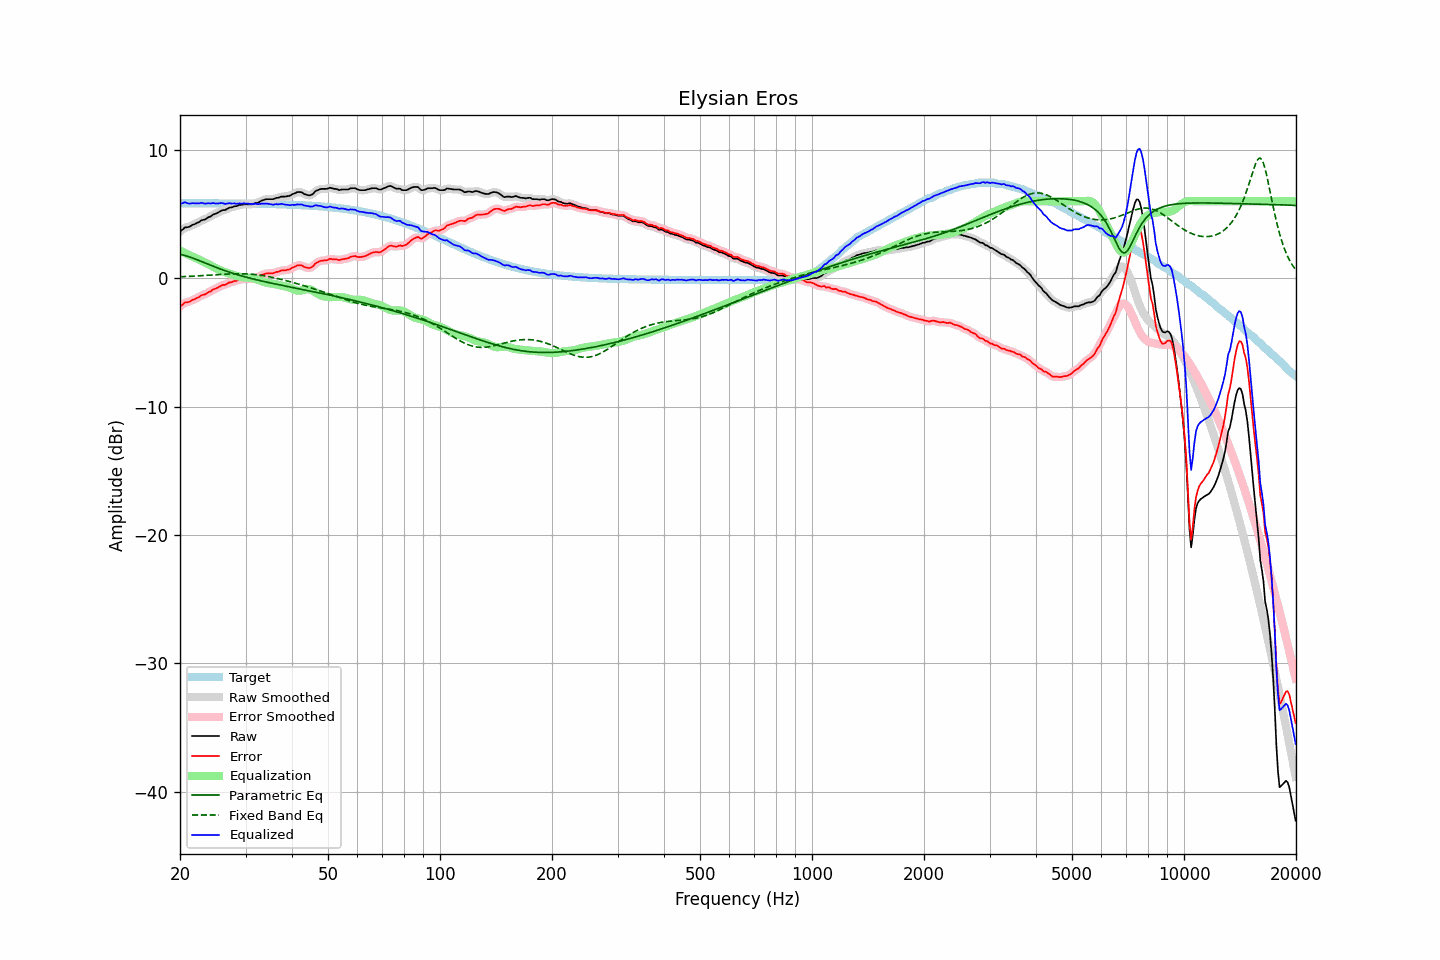 Elysian Eros
Amplitude (dBr)
10
0
−10
−20
−30
−40
Target
Raw Smoothed
Error Smoothed
Raw
Error
Equalization
Parametric Eq
Fixed Band Eq
Equalized
20 50 100 200 500 1000 2000 5000 10000 20000
Frequency (Hz)